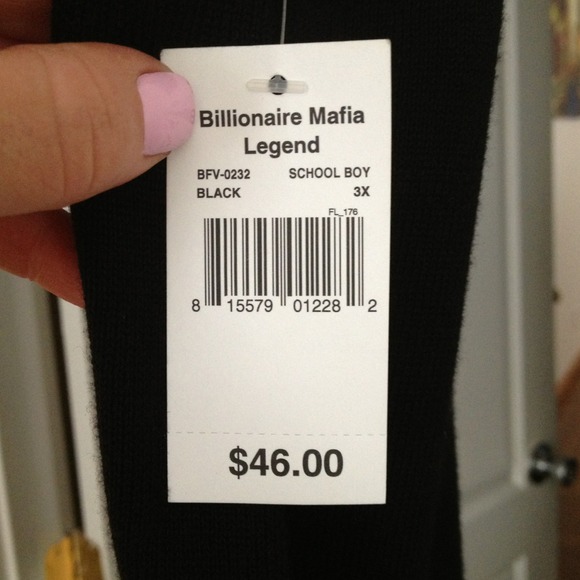 Billionaire Mafia
Legend
BFV-0232 SCHOOL BOY
BLACK 3X
FL_176
8 15579 01228 2
$46.00